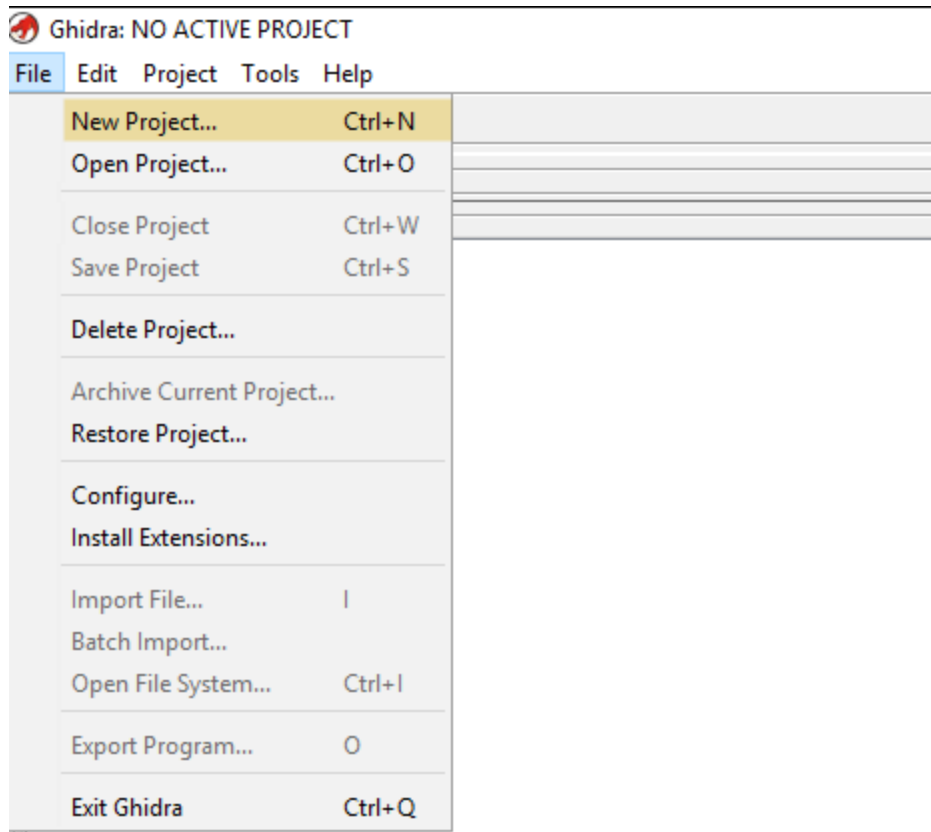 Ghidra: NO ACTIVE PROJECT
File Edit Project Tools Help
New Project... Ctrl+N
Open Project... Ctrl+O
Close Project Ctrl+W
Save Project Ctrl+S
Delete Project...
Archive Current Project...
Restore Project...
Configure...
Install Extensions...
Import File... I
Batch Import...
Open File System... Ctrl+I
Export Program... O
Exit Ghidra Ctrl+Q